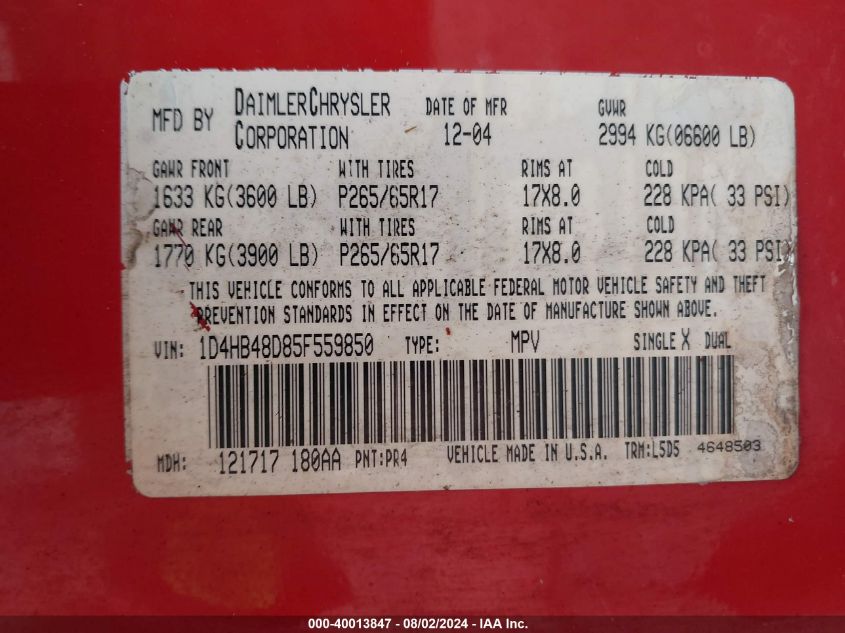 MFD BY DAIMLERCHRYSLER CORPORATION DATE OF MFR 12-04 GVWR 2994 KG(06600 LB)
GAWR FRONT WITH TIRES RIMS AT COLD
1633 KG(3600 LB) P265/65R17 17X8.0 228 KPA( 33 PSI)
GAWR REAR WITH TIRES RIMS AT COLD
1770 KG(3900 LB) P265/65R17 17X8.0 228 KPA( 33 PSI)
THIS VEHICLE CONFORMS TO ALL APPLICABLE FEDERAL MOTOR VEHICLE SAFETY AND THEFT
PREVENTION STANDARDS IN EFFECT ON THE DATE OF MANUFACTURE SHOWN ABOVE.
VIN: 1D4HB48D85F559850 TYPE: MPV SINGLE X DUAL
MDH: 121717 180AA PNT:PR4 VEHICLE MADE IN U.S.A. TRM:L5D5 4648503
000-40013847 - 08/02/2024 - IAA Inc.